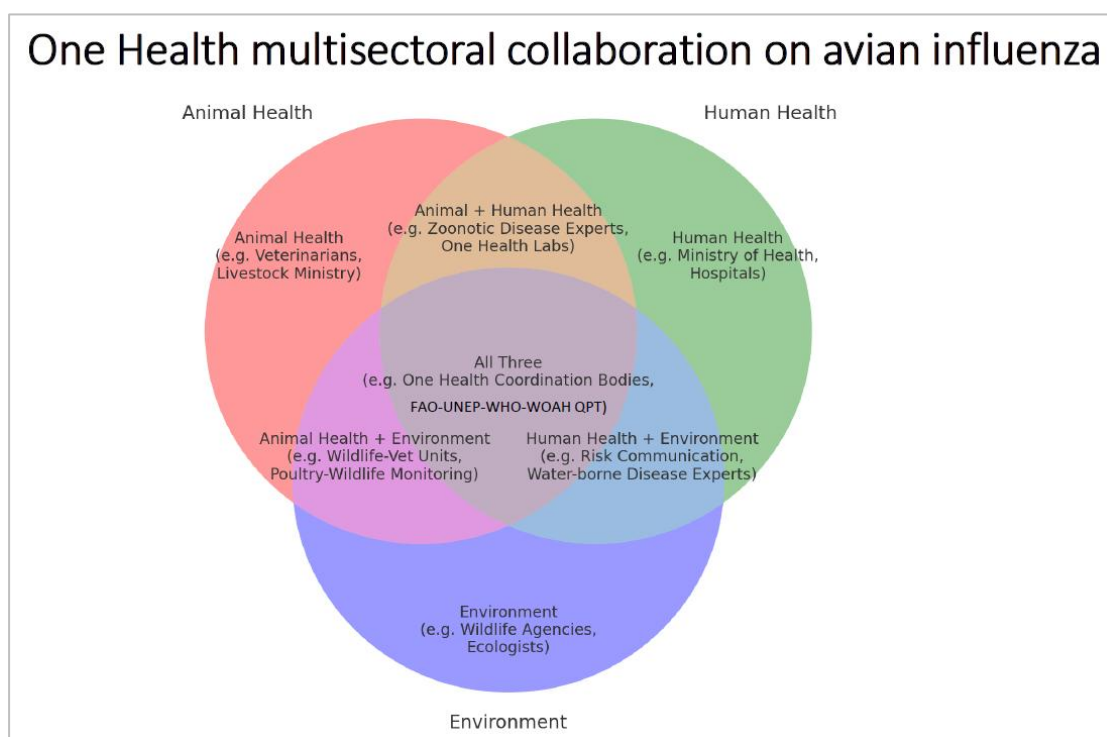 One Health multisectoral collaboration on avian influenza
Animal Health
Human Health
Animal + Human Health
(e.g. Zoonotic Disease Experts,
One Health Labs)
Animal Health
(e.g. Veterinarians,
Livestock Ministry)
Human Health
(e.g. Ministry of Health,
Hospitals)
All Three
(e.g. One Health Coordination Bodies,
FAO-UNEP-WHO-WOAH QPT)
Animal Health + Environment
(e.g. Wildlife-Vet Units,
Poultry-Wildlife Monitoring)
Human Health + Environment
(e.g. Risk Communication,
Water-borne Disease Experts)
Environment
(e.g. Wildlife Agencies,
Ecologists)
Environment